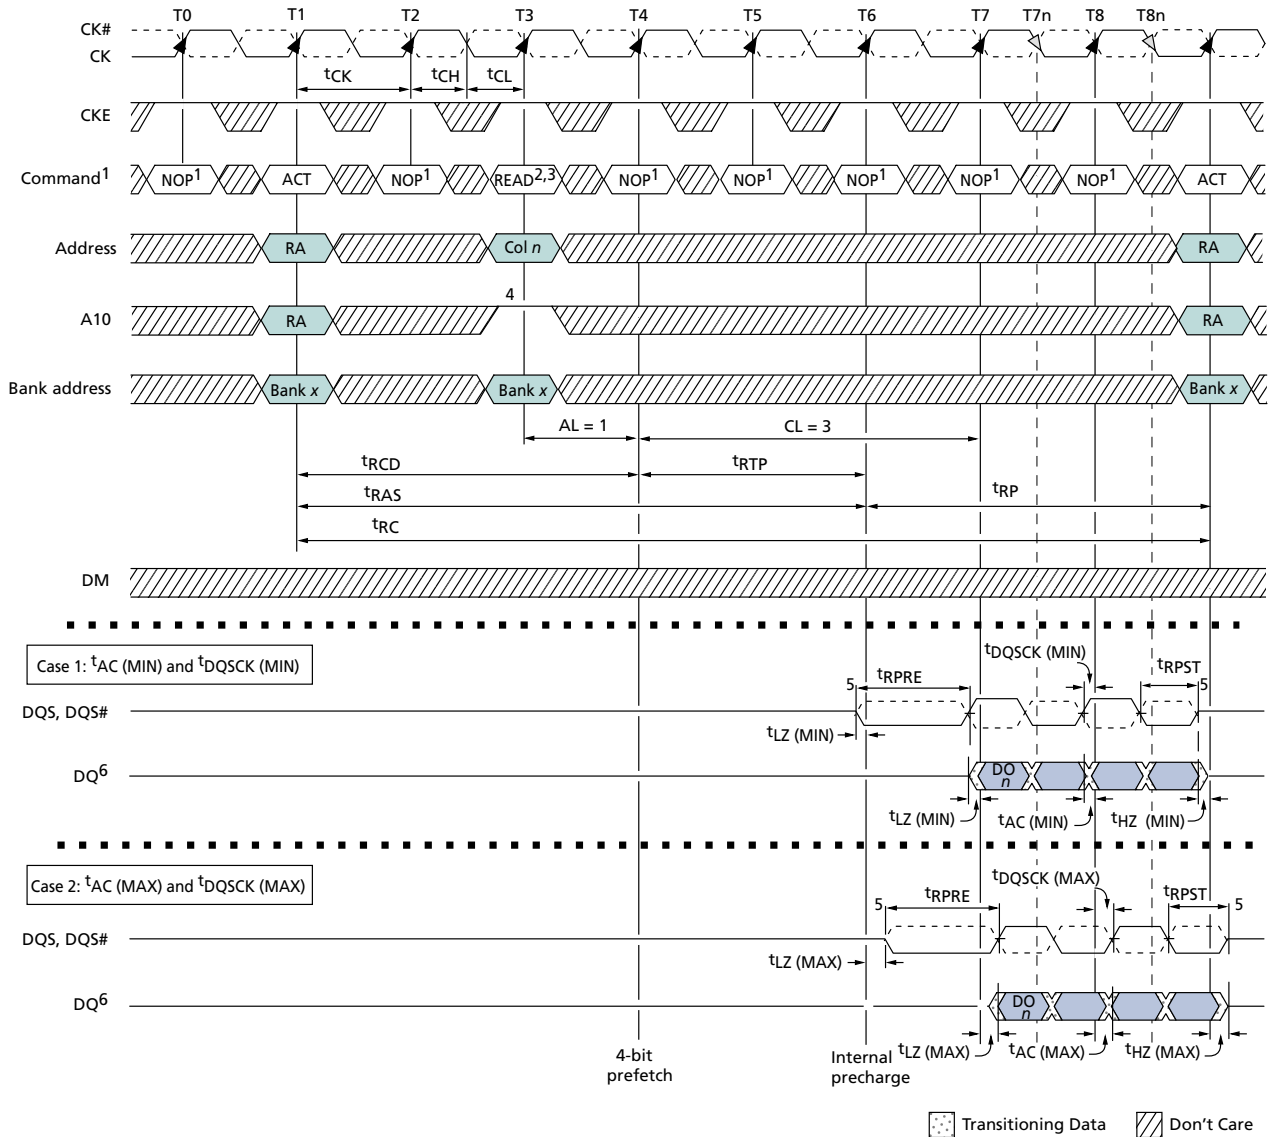 T0 T1 T2 T3 T4 T5 T6 T7 T7n T8 T8n
CK#
CK
tCK tCH tCL
CKE
Command1 NOP1 ACT NOP1 READ2,3 NOP1 NOP1 NOP1 NOP1 NOP1 ACT
Address RA Col n RA
4
A10 RA RA
Bank address Bank x Bank x Bank x
AL = 1 CL = 3
tRCD tRTP
tRAS tRP
tRC
DM
Case 1: tAC (MIN) and tDQSCK (MIN)
tDQSCK (MIN)
5 tRPRE tRPST 5
DQS, DQS#
tLZ (MIN)
DQ6 DO n
tLZ (MIN) tAC (MIN) tHZ (MIN)
Case 2: tAC (MAX) and tDQSCK (MAX)
tDQSCK (MAX)
5 tRPRE tRPST 5
DQS, DQS#
tLZ (MAX)
DQ6 DO n
tLZ (MAX) tAC (MAX) tHZ (MAX)
4-bit
prefetch
Internal
precharge
Transitioning Data Don't Care